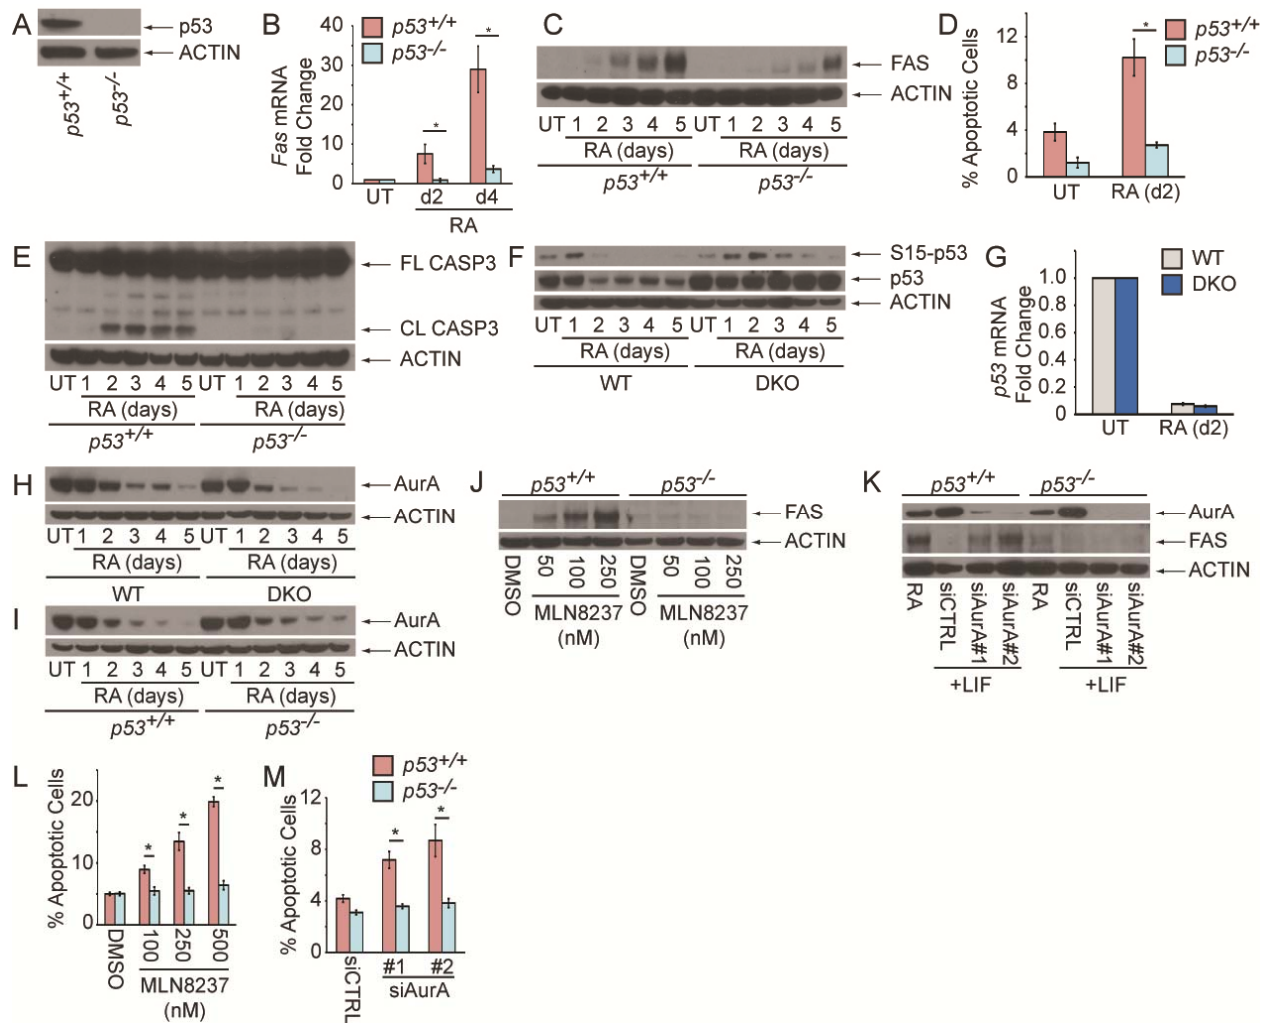 A
p53
ACTIN
p53+/+
p53-/-
B
Fas mRNA
Fold Change
40
30
20
10
0
p53+/+
p53-/-
*
*
UT
d2
d4
RA
C
FAS
ACTIN
UT 1 2 3 4 5 UT 1 2 3 4 5
RA (days)
RA (days)
p53+/+
p53-/-
D
% Apoptotic Cells
12
8
4
0
*
p53+/+
p53-/-
UT
RA (d2)
E
FL CASP3
CL CASP3
ACTIN
UT 1 2 3 4 5 UT 1 2 3 4 5
RA (days)
RA (days)
p53+/+
p53-/-
F
S15-p53
p53
ACTIN
UT 1 2 3 4 5 UT 1 2 3 4 5
RA (days)
RA (days)
WT
DKO
G
p53 mRNA
Fold Change
1.0
0.8
0.6
0.4
0.2
0
WT
DKO
UT
RA (d2)
H
AurA
ACTIN
UT 1 2 3 4 5 UT 1 2 3 4 5
RA (days)
RA (days)
WT
DKO
I
AurA
ACTIN
UT 1 2 3 4 5 UT 1 2 3 4 5
RA (days)
RA (days)
p53+/+
p53-/-
J
p53+/+
p53-/-
FAS
ACTIN
DMSO
50
100
250
DMSO
50
100
250
MLN8237
(nM)
MLN8237
(nM)
K
p53+/+
p53-/-
AurA
FAS
ACTIN
RA
siCTRL
siAurA#1
siAurA#2
RA
siCTRL
siAurA#1
siAurA#2
+LIF
+LIF
L
% Apoptotic Cells
20
10
0
*
*
*
DMSO
100
250
500
MLN8237
(nM)
M
p53+/+
p53-/-
% Apoptotic Cells
12
8
4
0
*
*
siCTRL
#1
#2
siAurA